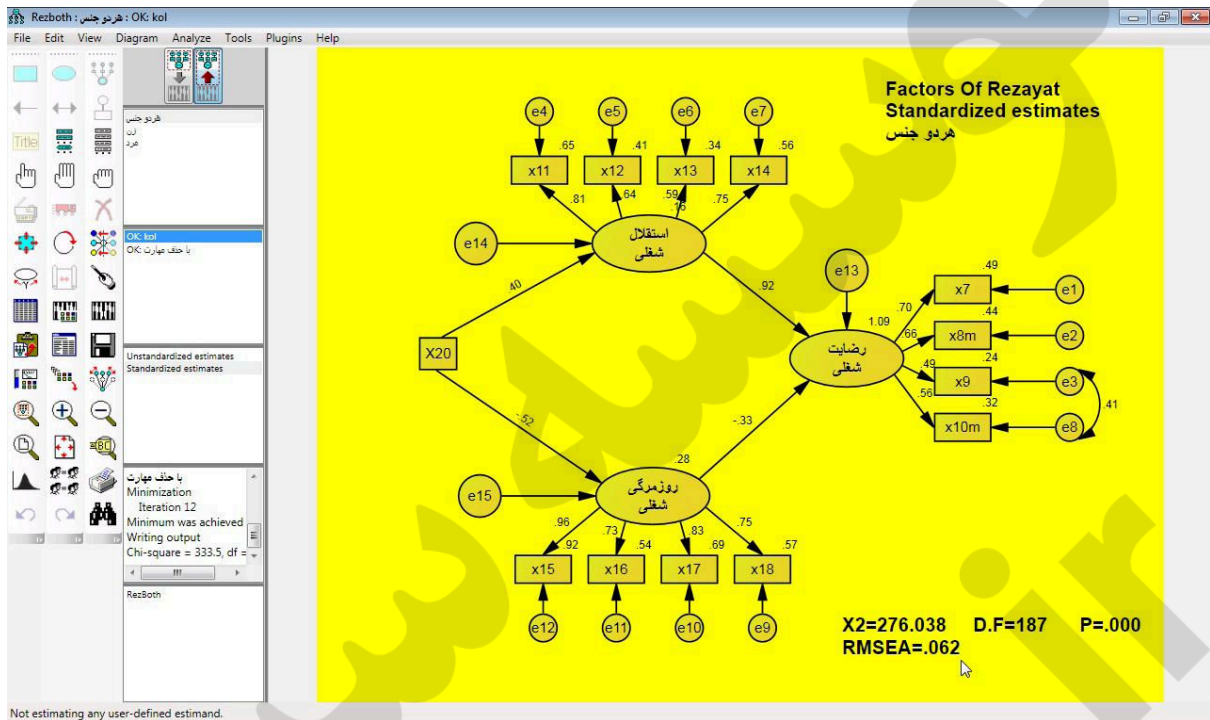 Rezboth : هردو جنس : OK: kol
File Edit View Diagram Analyze Tools Plugins Help
Title
هردو جنس
زن
مرد
OK: kol
OK: با حذف مهارت
Unstandardized estimates
Standardized estimates
با حذف مهارت
Minimization
Iteration 12
Minimum was achieved
Writing output
Chi-square = 333.5, df =
RezBoth
Not estimating any user-defined estimand.
Factors Of Rezayat
Standardized estimates
هردو جنس
e4 e5 e6 e7
.65 .41 .34 .56
x11 x12 x13 x14
.81 .64 .59 .75
.16
استقلال
شغلی
e14
.40
.92
e13
1.09
رضایت
شغلی
.49
.70 x7 e1
.44
.66 x8m e2
.24
.49 x9 e3
.32
.56 x10m e8
.41
X20
-.52
-.33
.28
روزمرگی
شغلی
e15
.96 .73 .83 .75
.92 .54 .69 .57
x15 x16 x17 x18
e12 e11 e10 e9
X2=276.038 D.F=187 P=.000
RMSEA=.062